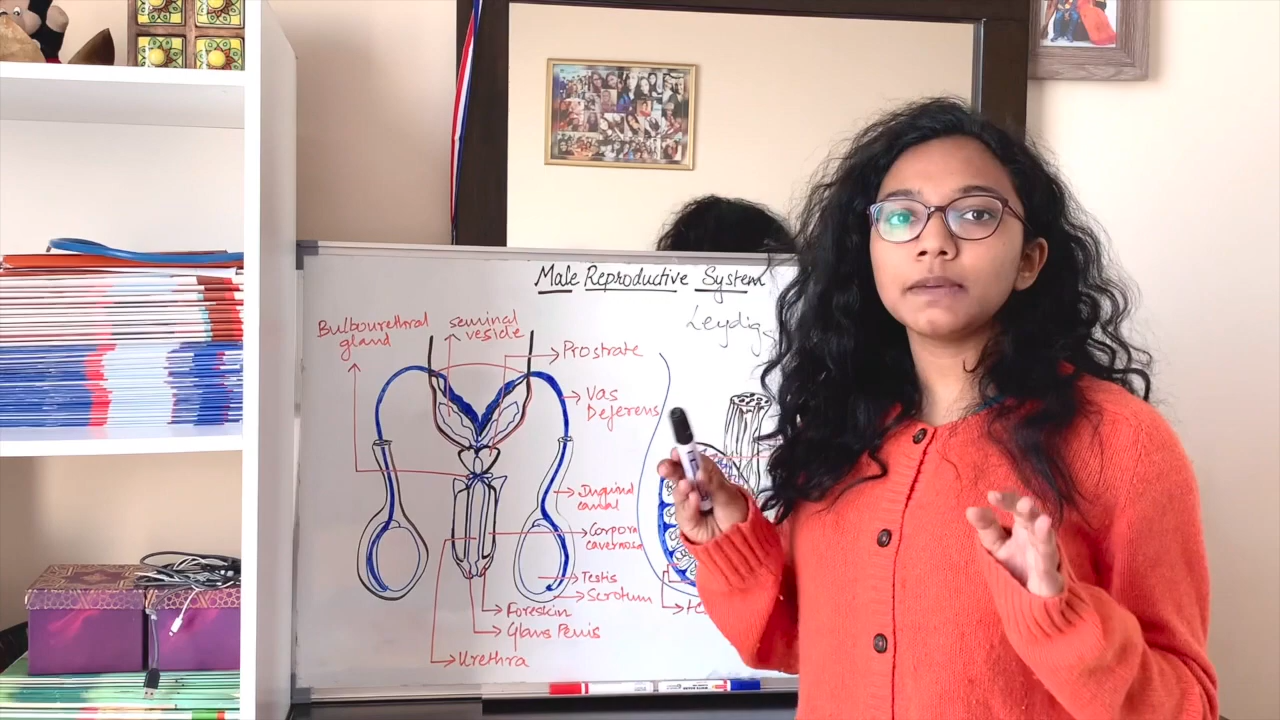 Male Reproductive System
Leydig
Bulbourethral
gland
seminal
vesicle
Prostrate
Vas
Deferens
Inguinal
canal
Corpora
cavernosa
Testis
Scrotum
Foreskin
Glans Penis
Urethra